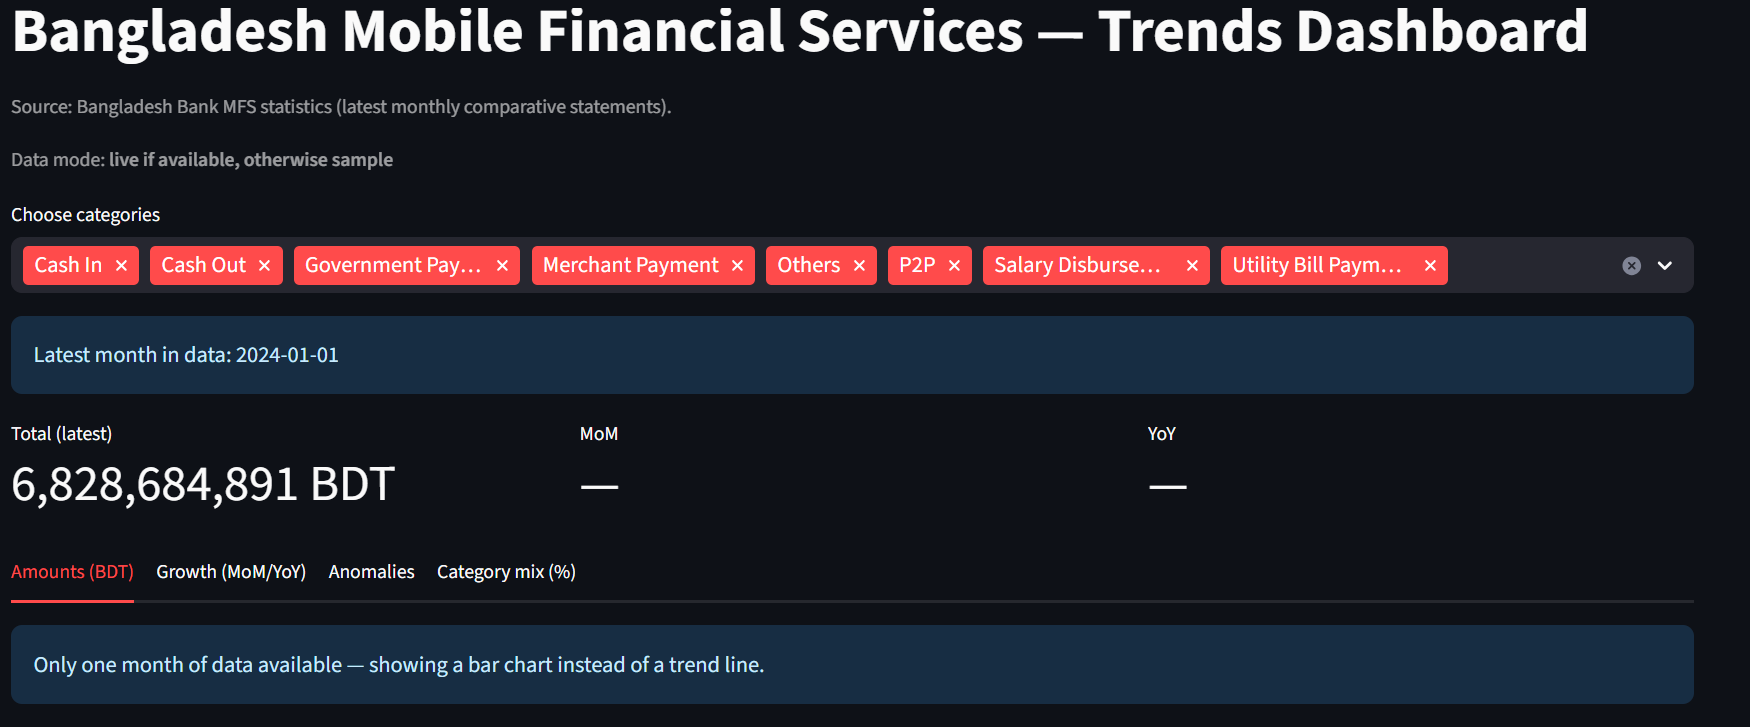 Bangladesh Mobile Financial Services — Trends Dashboard
Source: Bangladesh Bank MFS statistics (latest monthly comparative statements).
Data mode: live if available, otherwise sample
Choose categories
Cash In × Cash Out × Government Pay... × Merchant Payment × Others × P2P × Salary Disburse... × Utility Bill Paym... ×
Latest month in data: 2024-01-01
Total (latest) MoM YoY
6,828,684,891 BDT — —
Amounts (BDT) Growth (MoM/YoY) Anomalies Category mix (%)
Only one month of data available — showing a bar chart instead of a trend line.